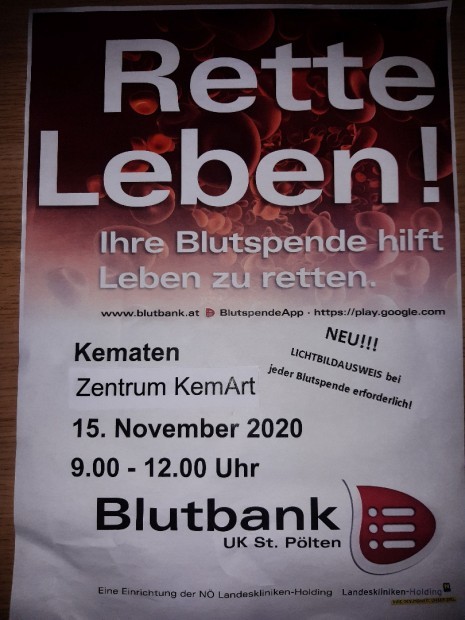 Rette
Leben!
Ihre Blutspende hilft
Leben zu retten.
www.blutbank.at BlutspendeApp - https://play.google.com
NEU!!!
LICHTBILDAUSWEIS bei
jeder Blutspende erforderlich!
Kematen
Zentrum KemArt
15. November 2020
9.00 - 12.00 Uhr
Blutbank
UK St. Pölten
Eine Einrichtung der NÖ Landeskliniken-Holding Landeskliniken-Holding